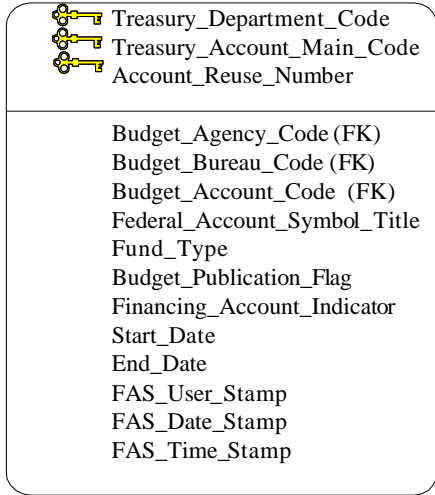 Treasury_Department_Code
Treasury_Account_Main_Code
Account_Reuse_Number
Budget_Agency_Code (FK)
Budget_Bureau_Code (FK)
Budget_Account_Code (FK)
Federal_Account_Symbol_Title
Fund_Type
Budget_Publication_Flag
Financing_Account_Indicator
Start_Date
End_Date
FAS_User_Stamp
FAS_Date_Stamp
FAS_Time_Stamp